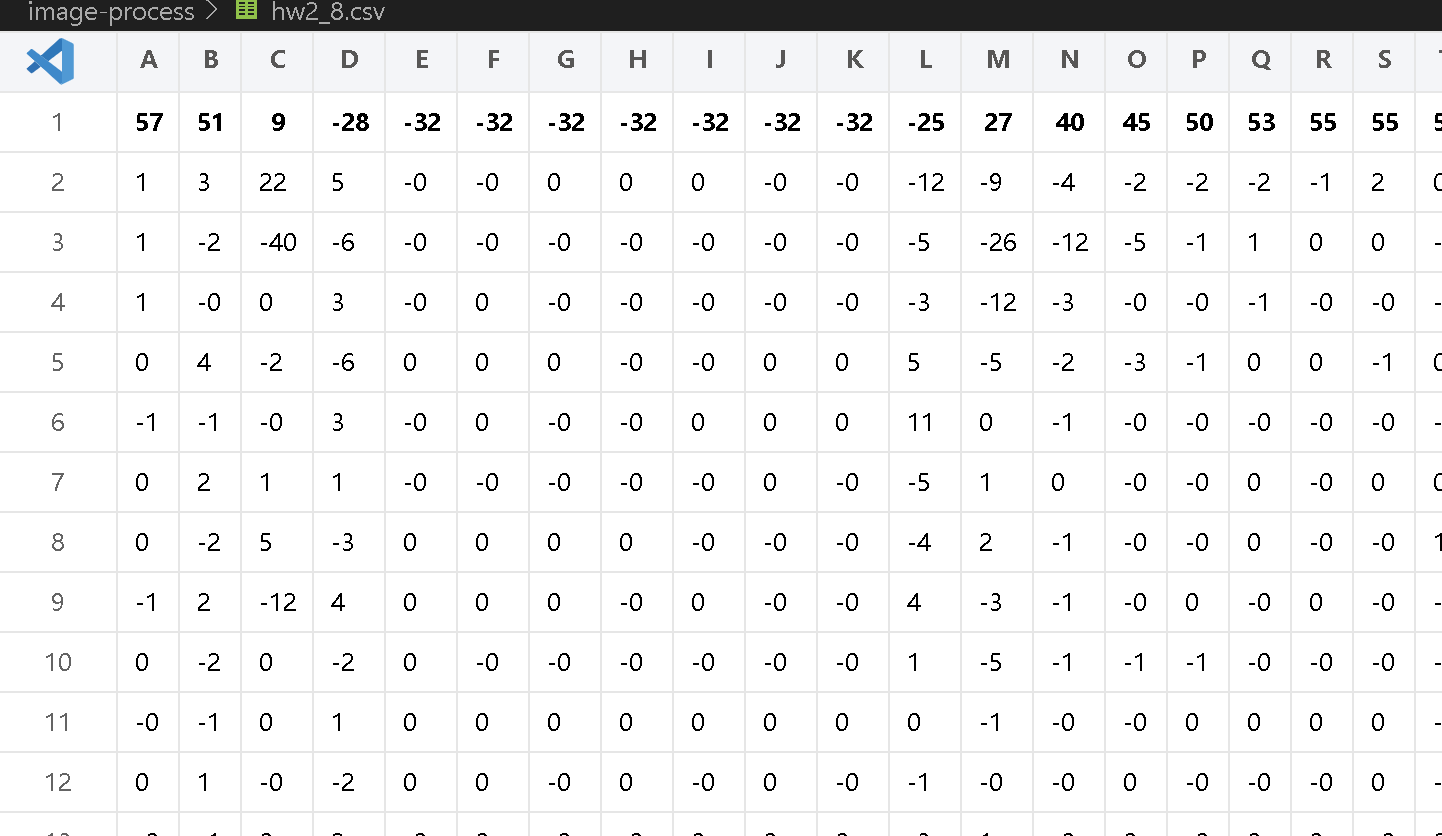 image-process > hw2_8.csv
A B C D E F G H I J K L M N O P Q R S
1 57 51 9 -28 -32 -32 -32 -32 -32 -32 -32 -25 27 40 45 50 53 55 55
2 1 3 22 5 -0 -0 0 0 0 -0 -0 -12 -9 -4 -2 -2 -2 -1 2
3 1 -2 -40 -6 -0 -0 -0 -0 -0 -0 -0 -5 -26 -12 -5 -1 1 0 0
4 1 -0 0 3 -0 0 -0 -0 -0 -0 -0 -3 -12 -3 -0 -0 -1 -0 -0
5 0 4 -2 -6 0 0 0 -0 -0 0 0 5 -5 -2 -3 -1 0 0 -1
6 -1 -1 -0 3 -0 0 -0 -0 0 0 0 11 0 -1 -0 -0 -0 -0 -0
7 0 2 1 1 -0 -0 -0 -0 -0 0 -0 -5 1 0 -0 -0 0 -0 0
8 0 -2 5 -3 0 0 0 0 -0 -0 -0 -4 2 -1 -0 -0 0 -0 -0
9 -1 2 -12 4 0 0 0 -0 0 -0 -0 4 -3 -1 -0 0 -0 0 -0
10 0 -2 0 -2 0 -0 -0 -0 -0 -0 -0 1 -5 -1 -1 -1 -0 -0 -0
11 -0 -1 0 1 0 0 0 0 0 0 0 0 -1 -0 -0 0 0 0 0
12 0 1 -0 -2 0 0 -0 0 -0 0 -0 -1 -0 -0 0 -0 -0 -0 0